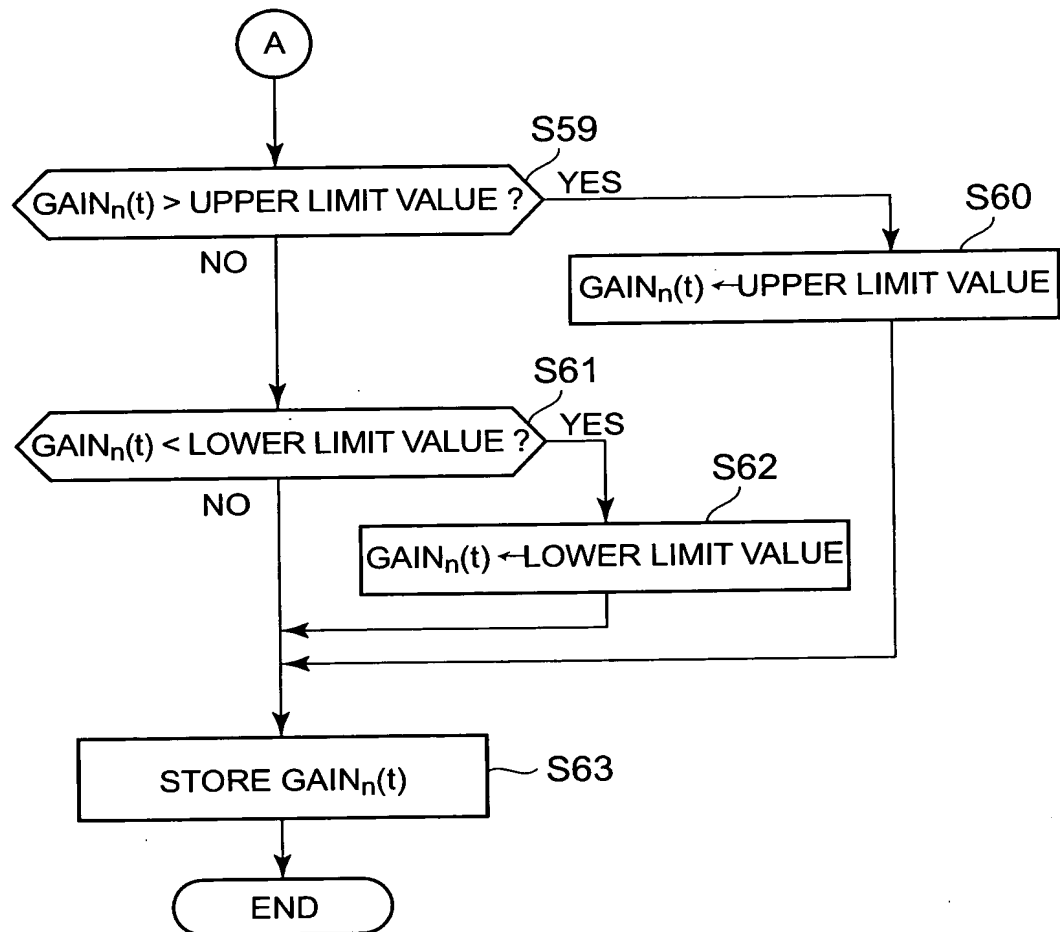 A
S59
GAINn(t) > UPPER LIMIT VALUE ?
YES
NO
S60
GAINn(t) ← UPPER LIMIT VALUE
S61
GAINn(t) < LOWER LIMIT VALUE ?
YES
NO
S62
GAINn(t) ← LOWER LIMIT VALUE
STORE GAINn(t)
S63
END